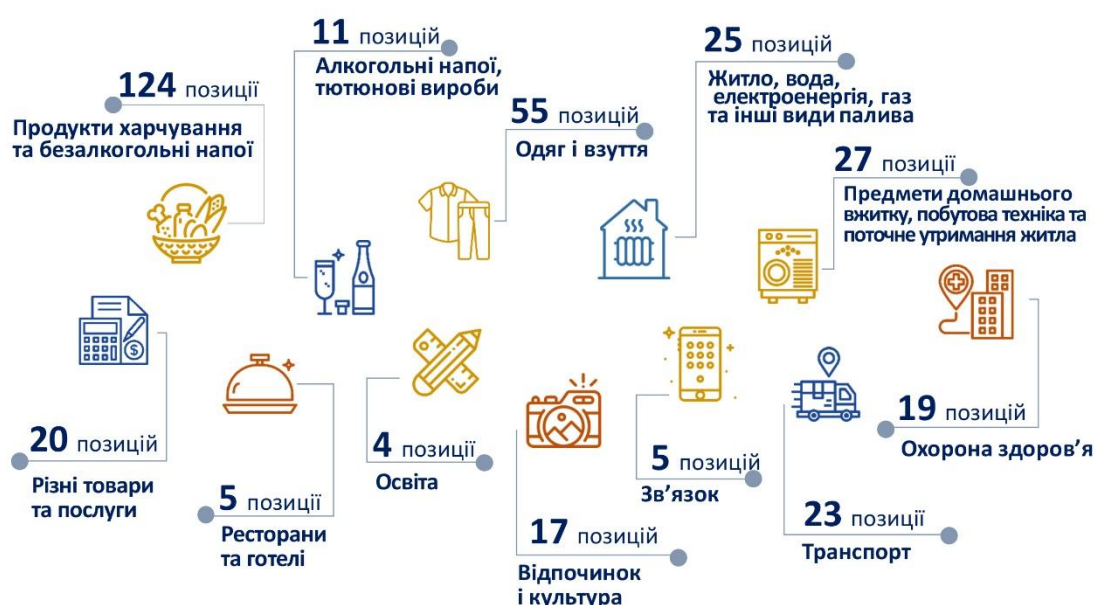 11 позицій
Алкогольні напої,
тютюнові вироби
25 позицій
Житло, вода,
електроенергія, газ
та інші види палива
124 позиції
Продукти харчування
та безалкогольні напої
55 позицій
Одяг і взуття
27 позиції
Предмети домашнього
вжитку, побутова техніка та
поточне утримання житла
20 позицій
Різні товари
та послуги
5 позиції
Ресторани
та готелі
4 позиції
Освіта
17 позицій
Відпочинок
і культура
5 позицій
Зв’язок
23 позиції
Транспорт
19 позицій
Охорона здоров’я